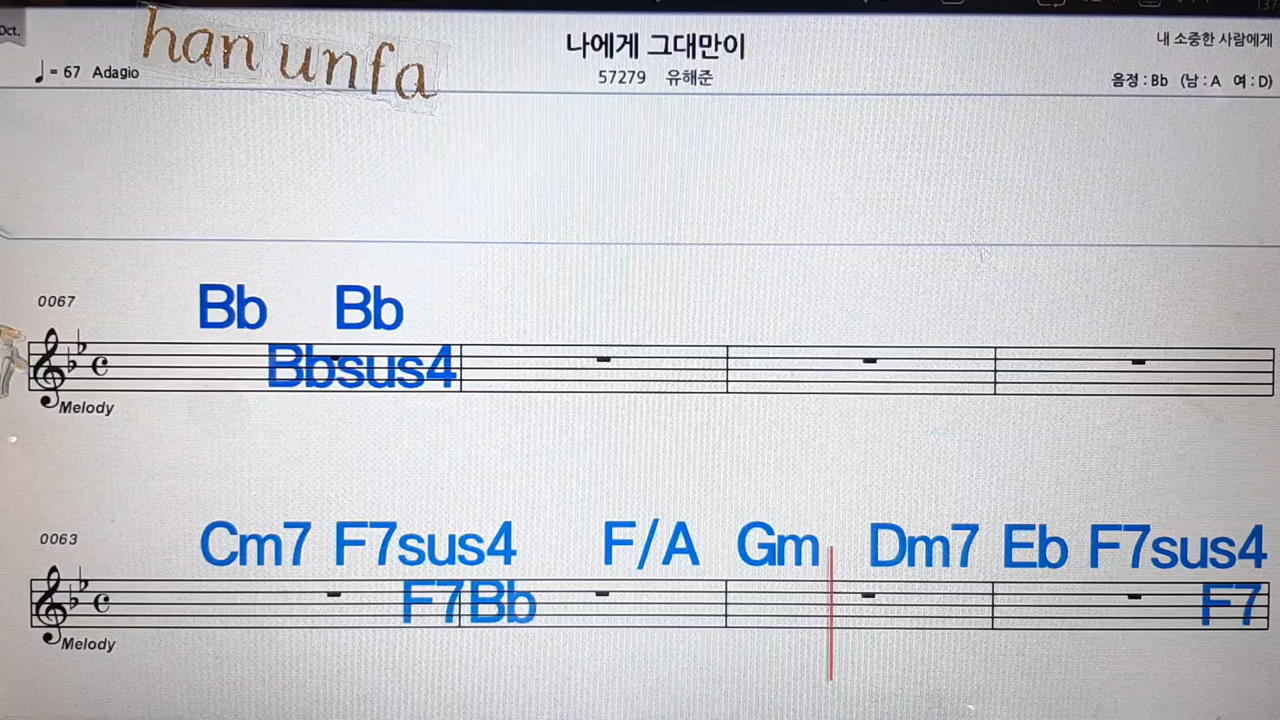 Oct.
han unfa
나에게 그대만이
내 소중한 사람에게
♩= 67 Adagio
57279 유해준
음정 : Bb (남 : A 여 : D)
0067
Bb Bb
Bbsus4
Melody
0063
Cm7 F7sus4 F/A Gm Dm7 Eb F7sus4
F7 Bb F7
Melody